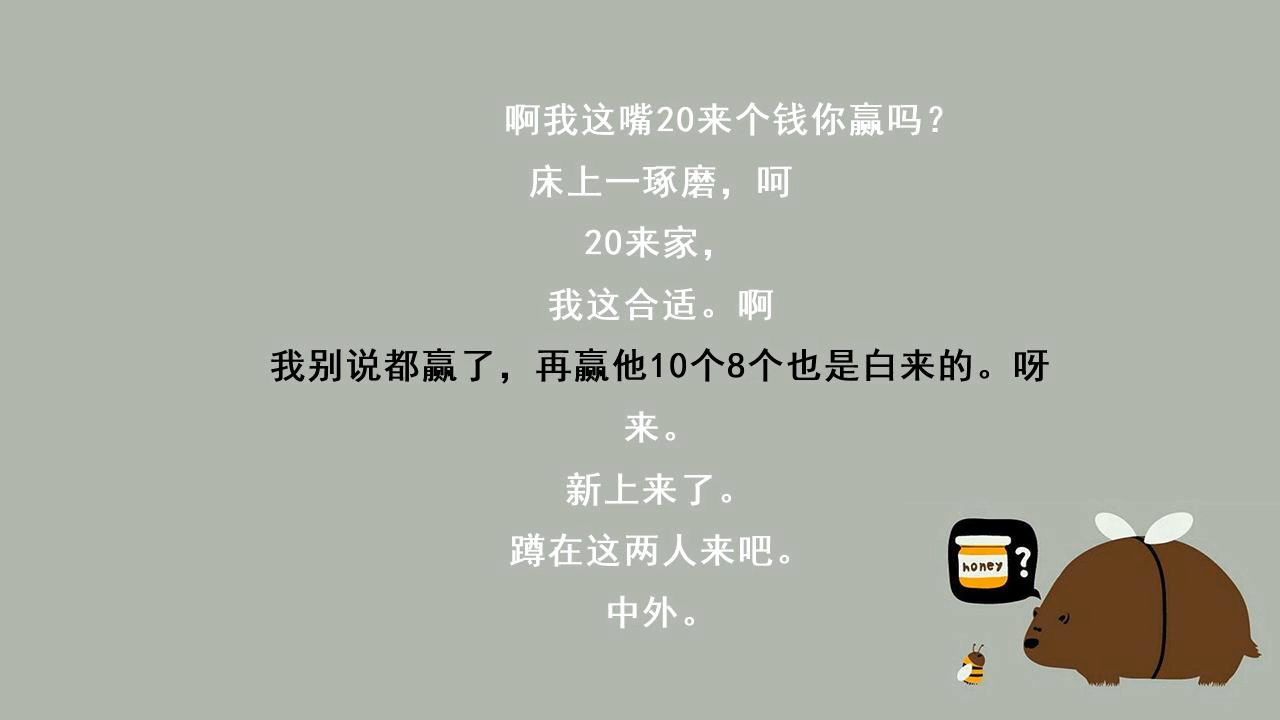 啊我这嘴20来个钱你赢吗？
床上一琢磨，呵
20来家，
我这合适。啊
我别说都赢了，再赢他10个8个也是白来的。呀
来。
新上来了。
蹲在这两人来吧。
中外。
honey
?